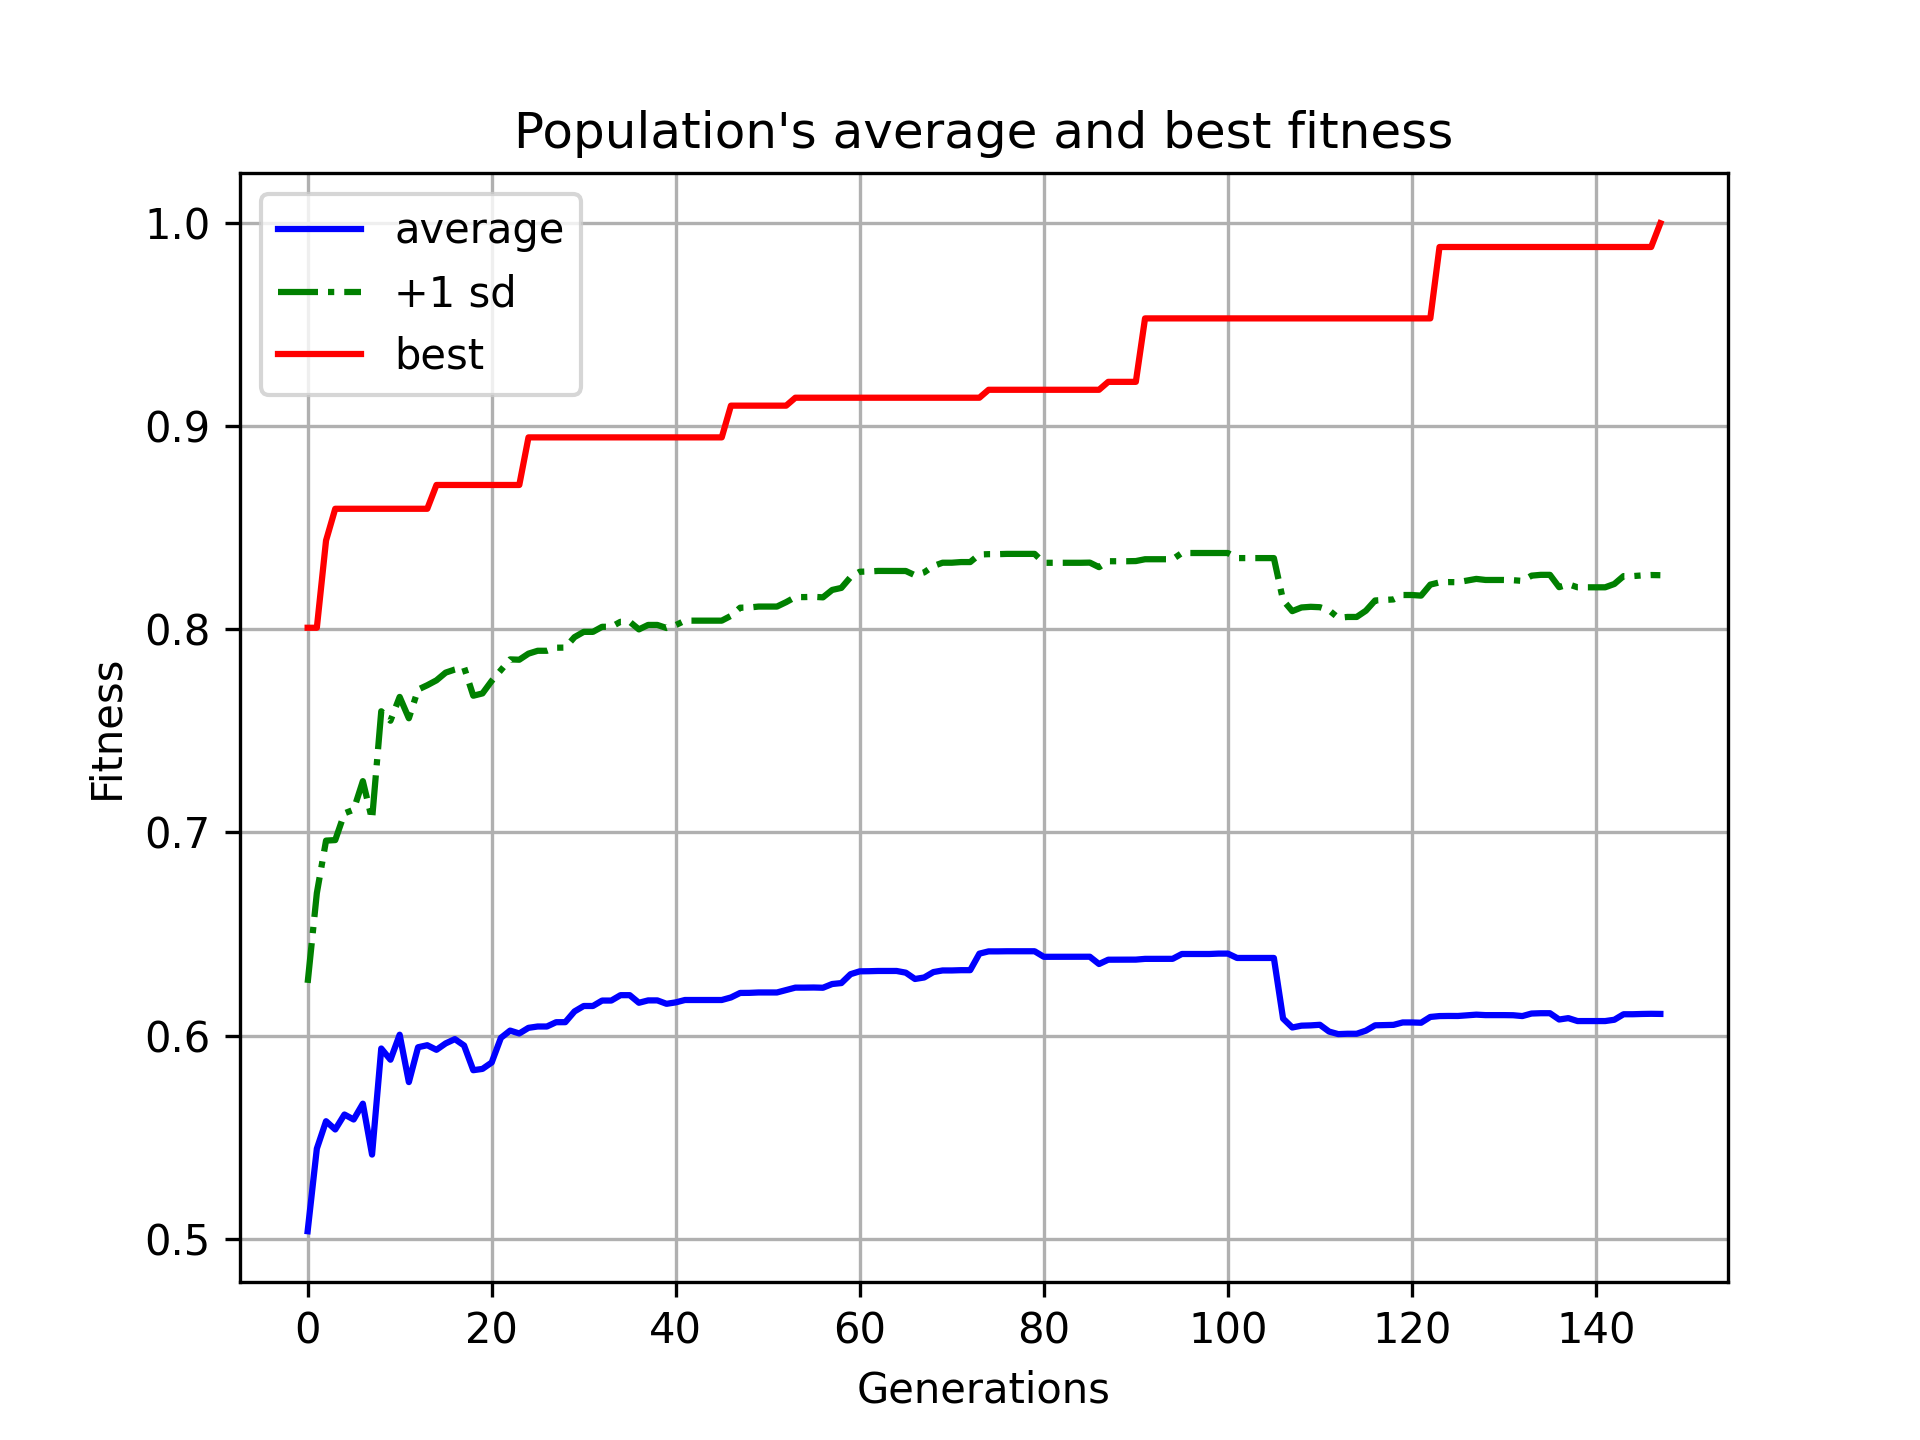 Population's average and best fitness
average
+1 sd
best
1.0
0.9
0.8
0.7
0.6
0.5
Fitness
0 20 40 60 80 100 120 140
Generations